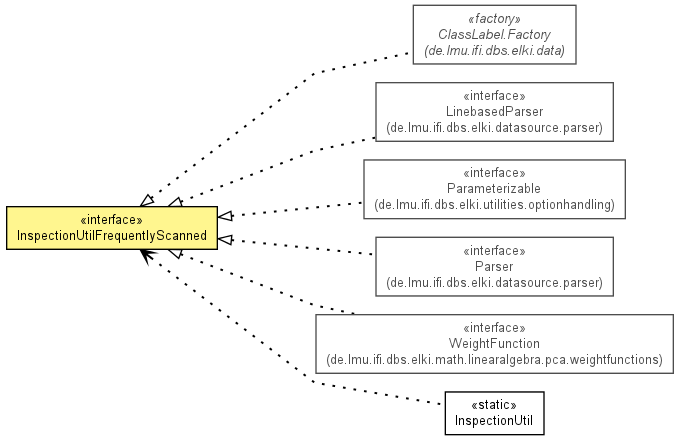 «factory»
ClassLabel.Factory
(de.lmu.ifi.dbs.elki.data)
«interface»
LinebasedParser
(de.lmu.ifi.dbs.elki.datasource.parser)
«interface»
Parameterizable
(de.lmu.ifi.dbs.elki.utilities.optionhandling)
«interface»
InspectionUtilFrequentlyScanned
«interface»
Parser
(de.lmu.ifi.dbs.elki.datasource.parser)
«interface»
WeightFunction
(de.lmu.ifi.dbs.elki.math.linearalgebra.pca.weightfunctions)
«static»
InspectionUtil